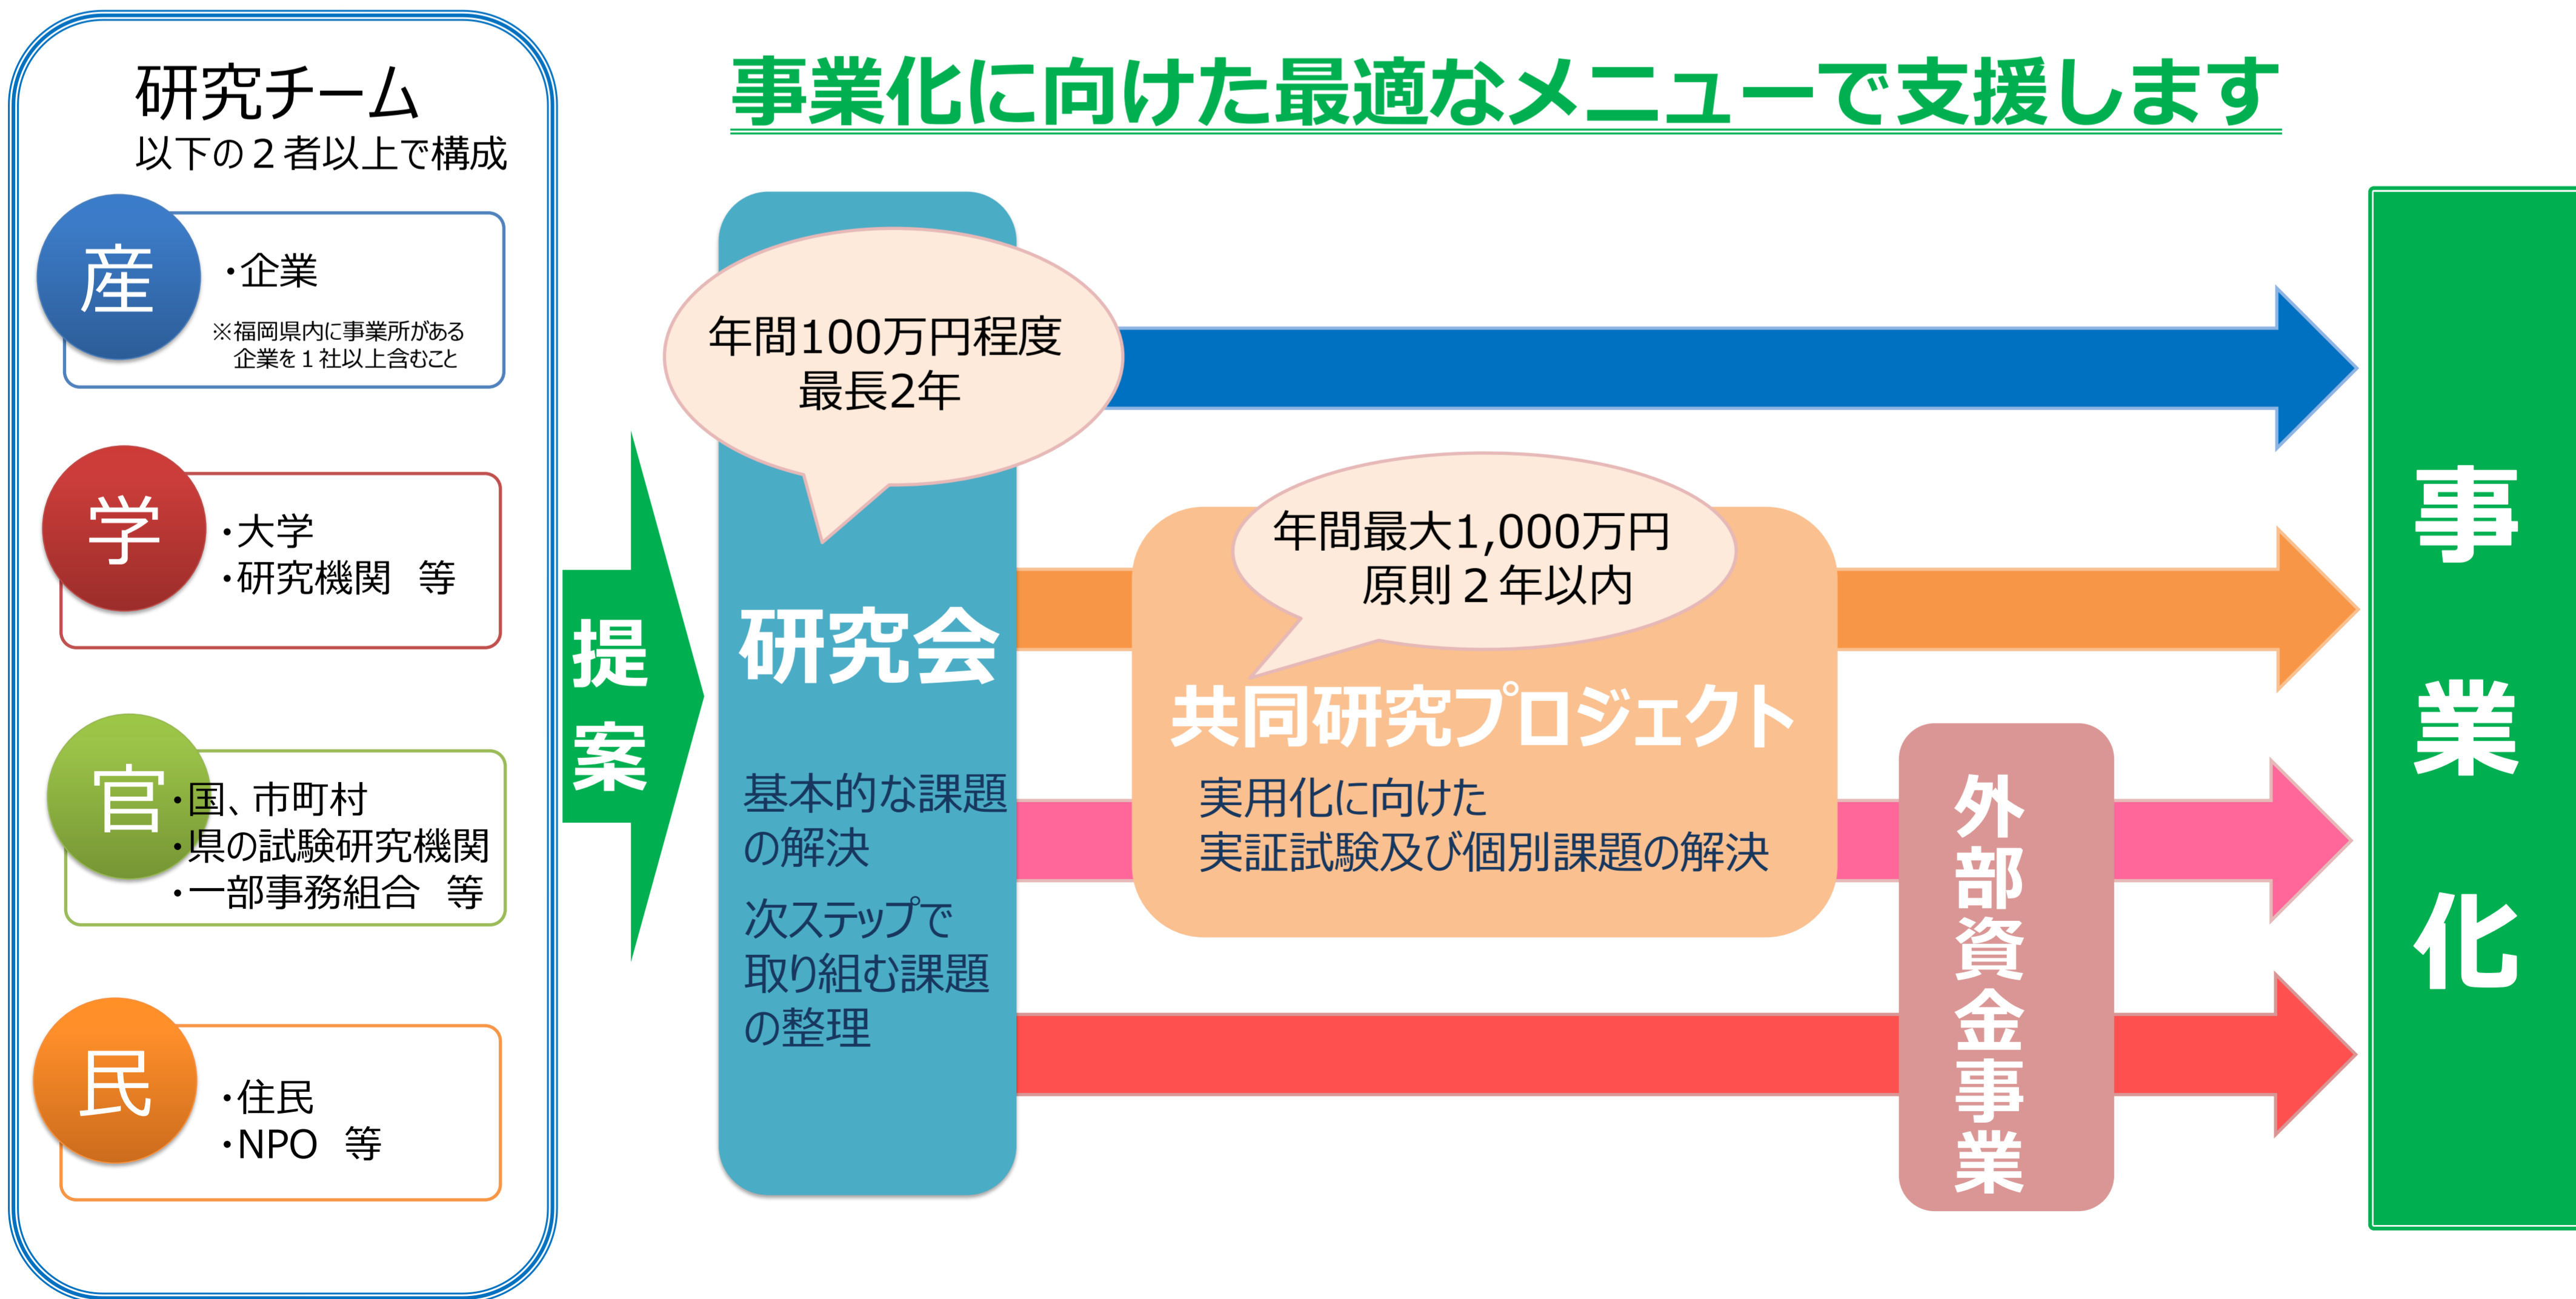 研究チーム
以下の２者以上で構成
産
・企業
※福岡県内に事業所がある
企業を１社以上含むこと
学
・大学
・研究機関　等
官
・国、市町村
・県の試験研究機関
・一部事務組合　等
民
・住民
・NPO　等
提案
事業化に向けた最適なメニューで支援します
年間100万円程度
最長2年
研究会
基本的な課題
の解決
次ステップで
取り組む課題
の整理
年間最大1,000万円
原則２年以内
共同研究プロジェクト
実用化に向けた
実証試験及び個別課題の解決
外部資金事業
事業化